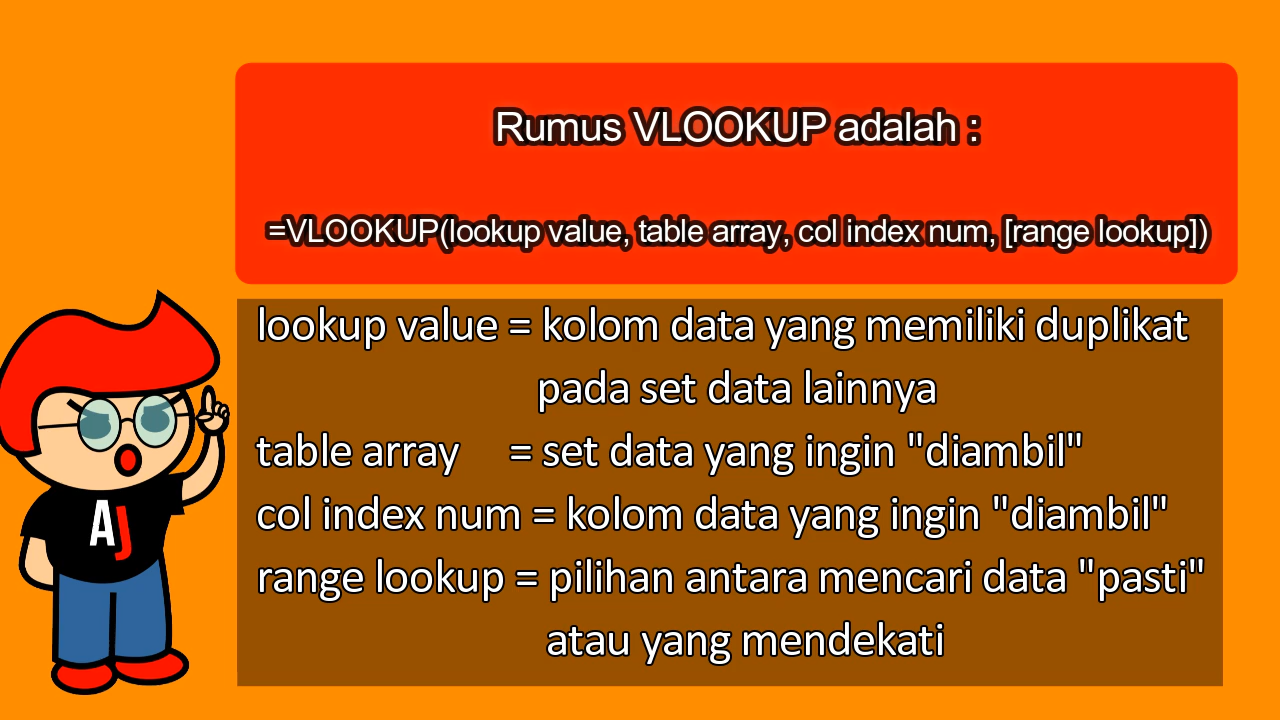 Rumus VLOOKUP adalah :
=VLOOKUP(lookup value, table array, col index num, [range lookup])
lookup value = kolom data yang memiliki duplikat
pada set data lainnya
table array = set data yang ingin "diambil"
col index num = kolom data yang ingin "diambil"
range lookup = pilihan antara mencari data "pasti"
atau yang mendekati
AJ